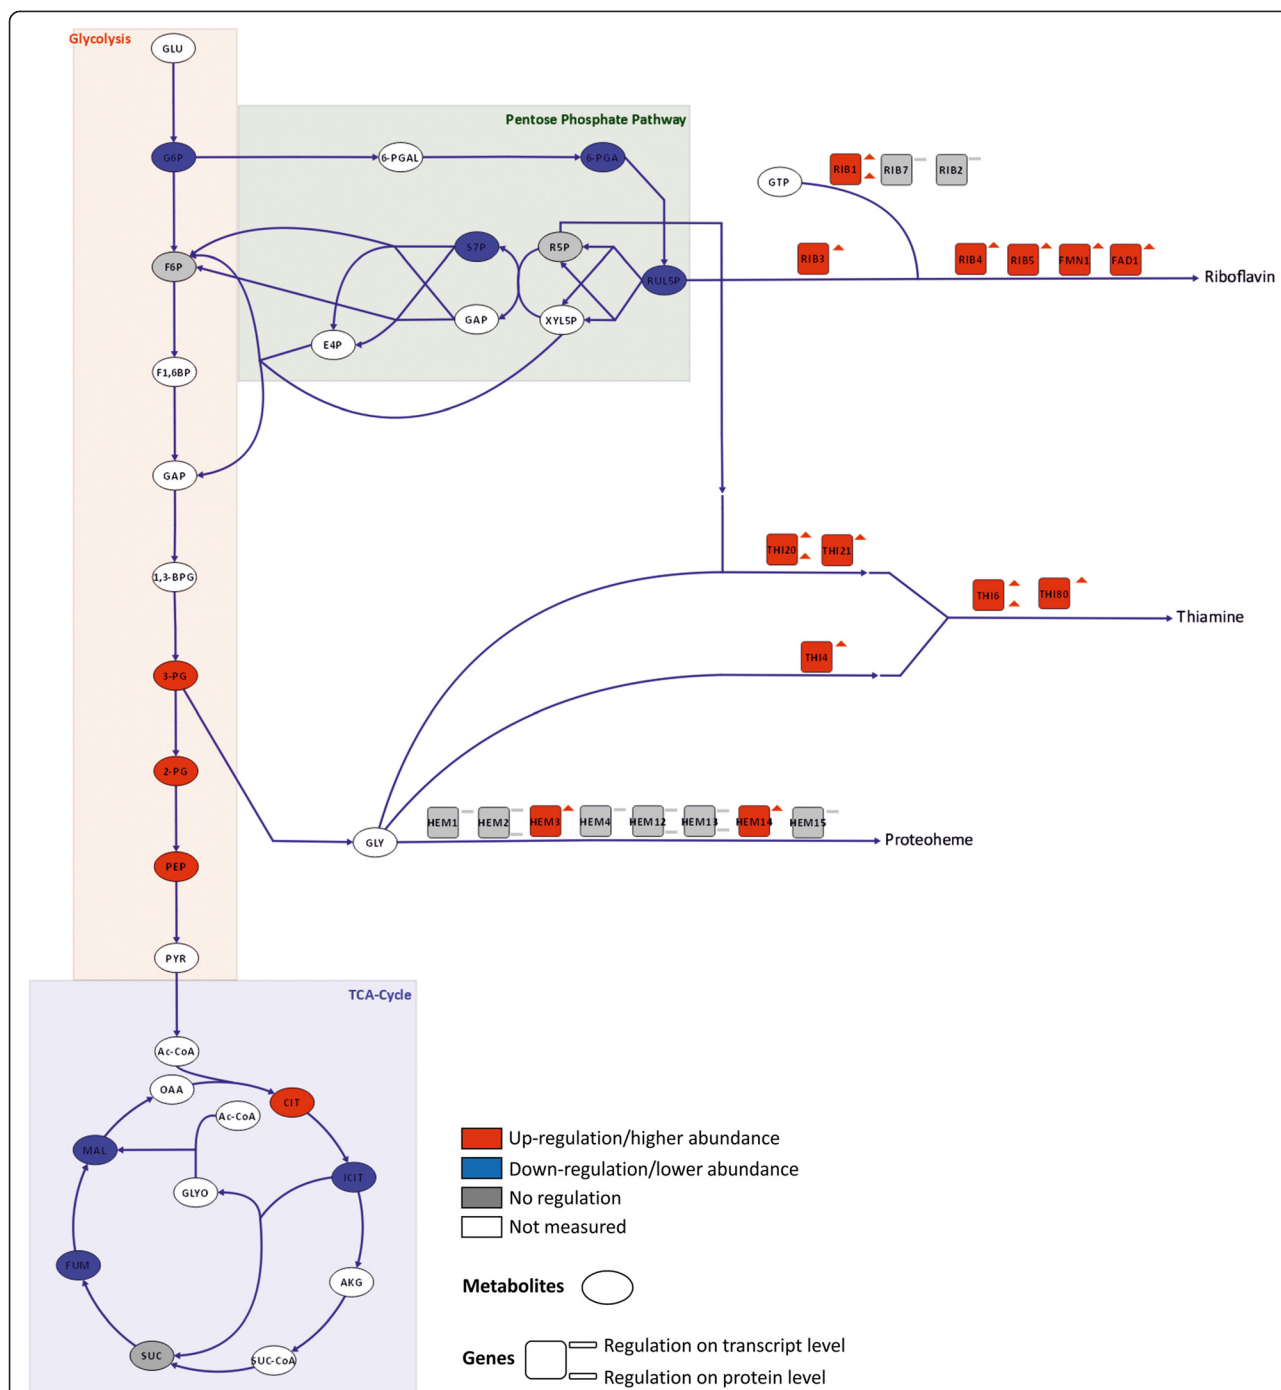 Glycolysis
GLU
Pentose Phosphate Pathway
G6P
6-PGAL
6-PGA
GTP
RIB1
RIB7
RIB2
F6P
S7P
R5P
RUL5P
RIB3
RIB4
RIB5
FMN1
FAD1
Riboflavin
GAP
XYL5P
E4P
F1,6BP
GAP
1,3-BPG
THI20
THI21
THI6
THI80
Thiamine
THI4
3-PG
2-PG
PEP
GLY
HEM1
HEM2
HEM3
HEM4
HEM12
HEM13
HEM14
HEM15
Proteoheme
PYR
TCA-Cycle
Ac-CoA
OAA
CIT
Ac-CoA
MAL
ICIT
GLYO
FUM
AKG
SUC
SUC-CoA
Up-regulation/higher abundance
Down-regulation/lower abundance
No regulation
Not measured
Metabolites
Genes
Regulation on transcript level
Regulation on protein level